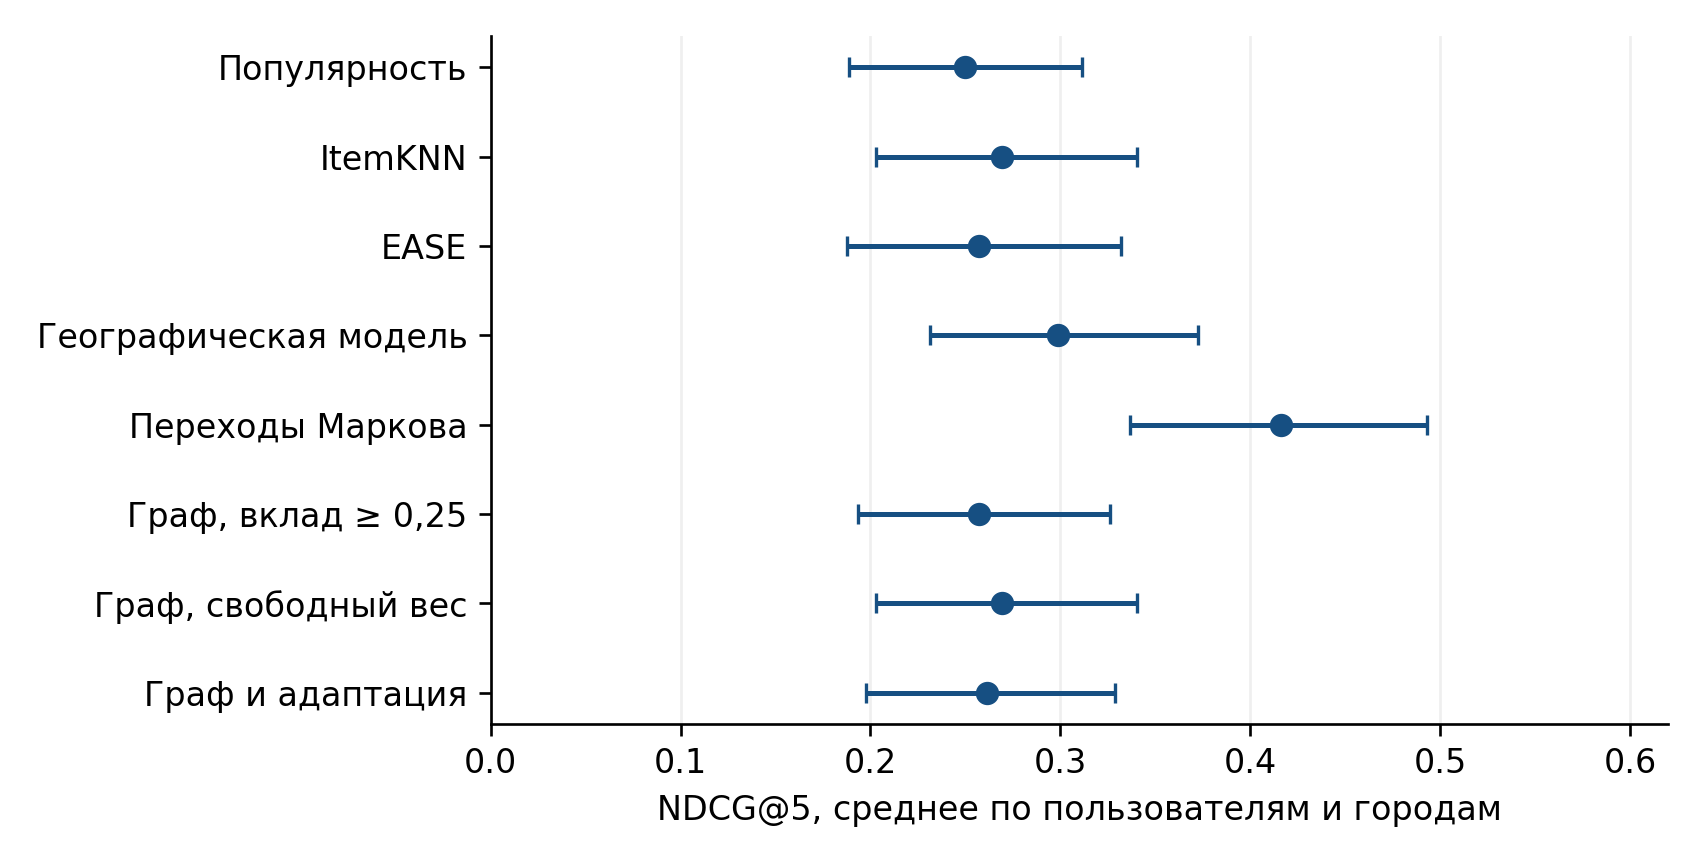 Популярность
ItemKNN
EASE
Географическая модель
Переходы Маркова
Граф, вклад ≥ 0,25
Граф, свободный вес
Граф и адаптация
0.0 0.1 0.2 0.3 0.4 0.5 0.6
NDCG@5, среднее по пользователям и городам